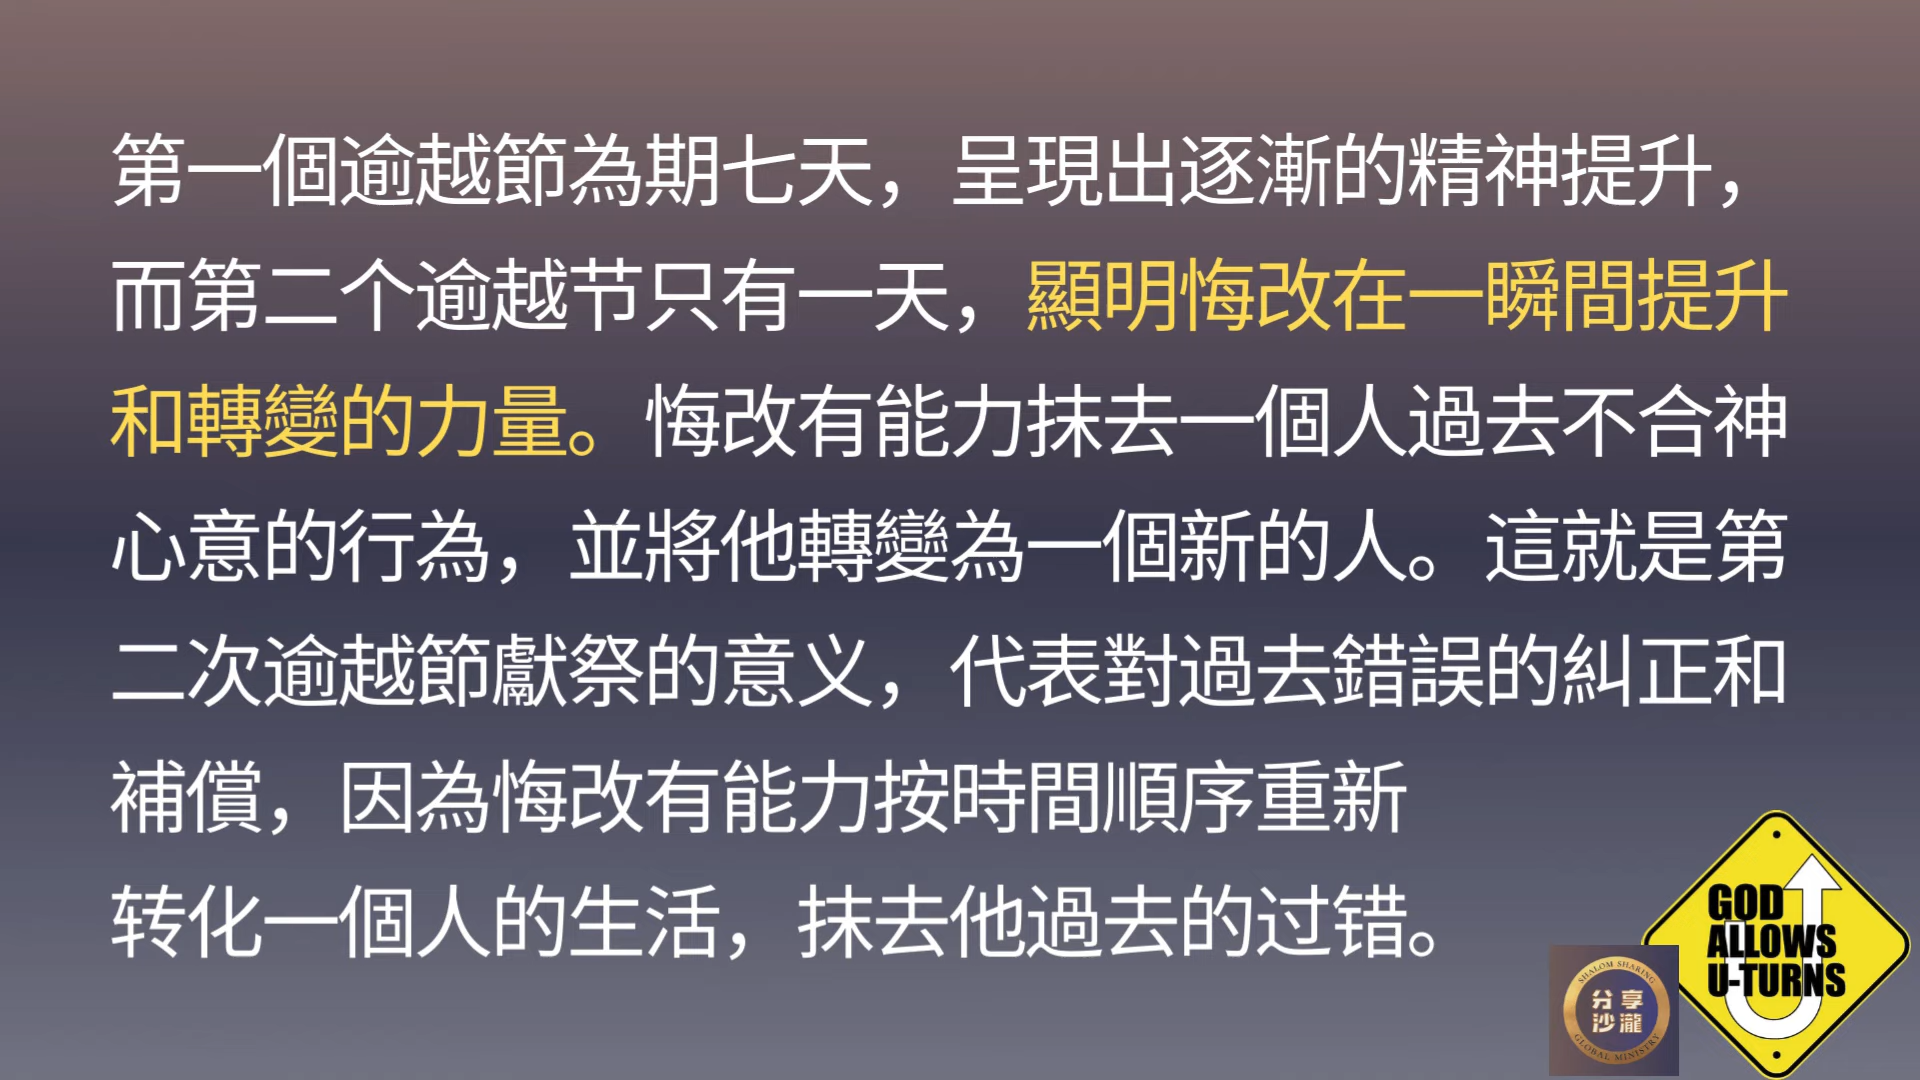 第一個逾越節為期七天，呈現出逐漸的精神提升，
而第二个逾越节只有一天，顯明悔改在一瞬間提升
和轉變的力量。悔改有能力抹去一個人過去不合神
心意的行為，並將他轉變為一個新的人。這就是第
二次逾越節獻祭的意义，代表對過去錯誤的糾正和
補償，因為悔改有能力按時間順序重新
转化一個人的生活，抹去他過去的过错。
GOD
ALLOWS
U-TURNS
SHALOM SHARING
分享
沙瀧
GLOBAL MINISTRY